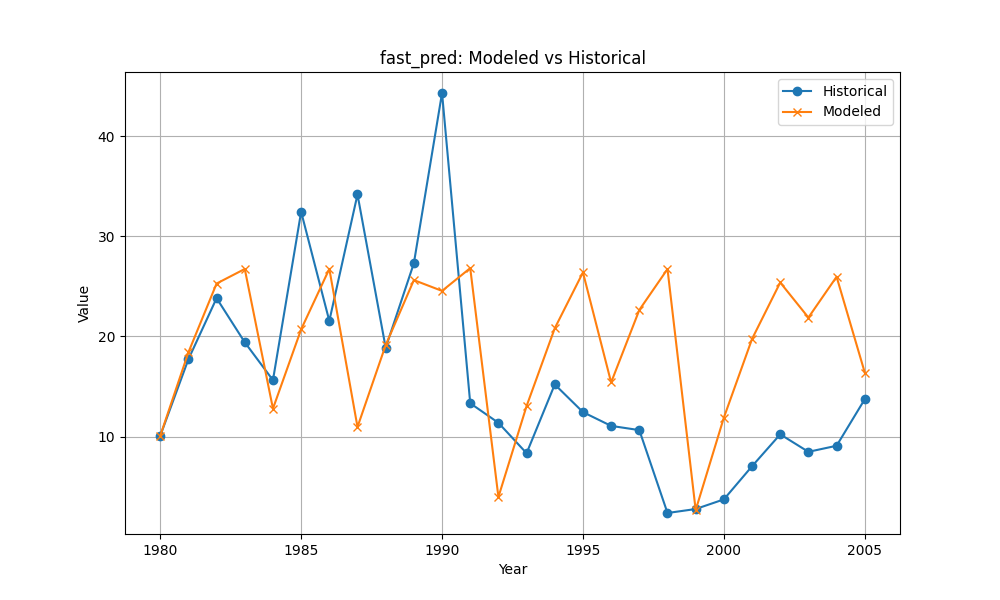 fast_pred: Modeled vs Historical
Historical
Modeled
Value
40
30
20
10
1980
1985
1990
1995
2000
2005
Year